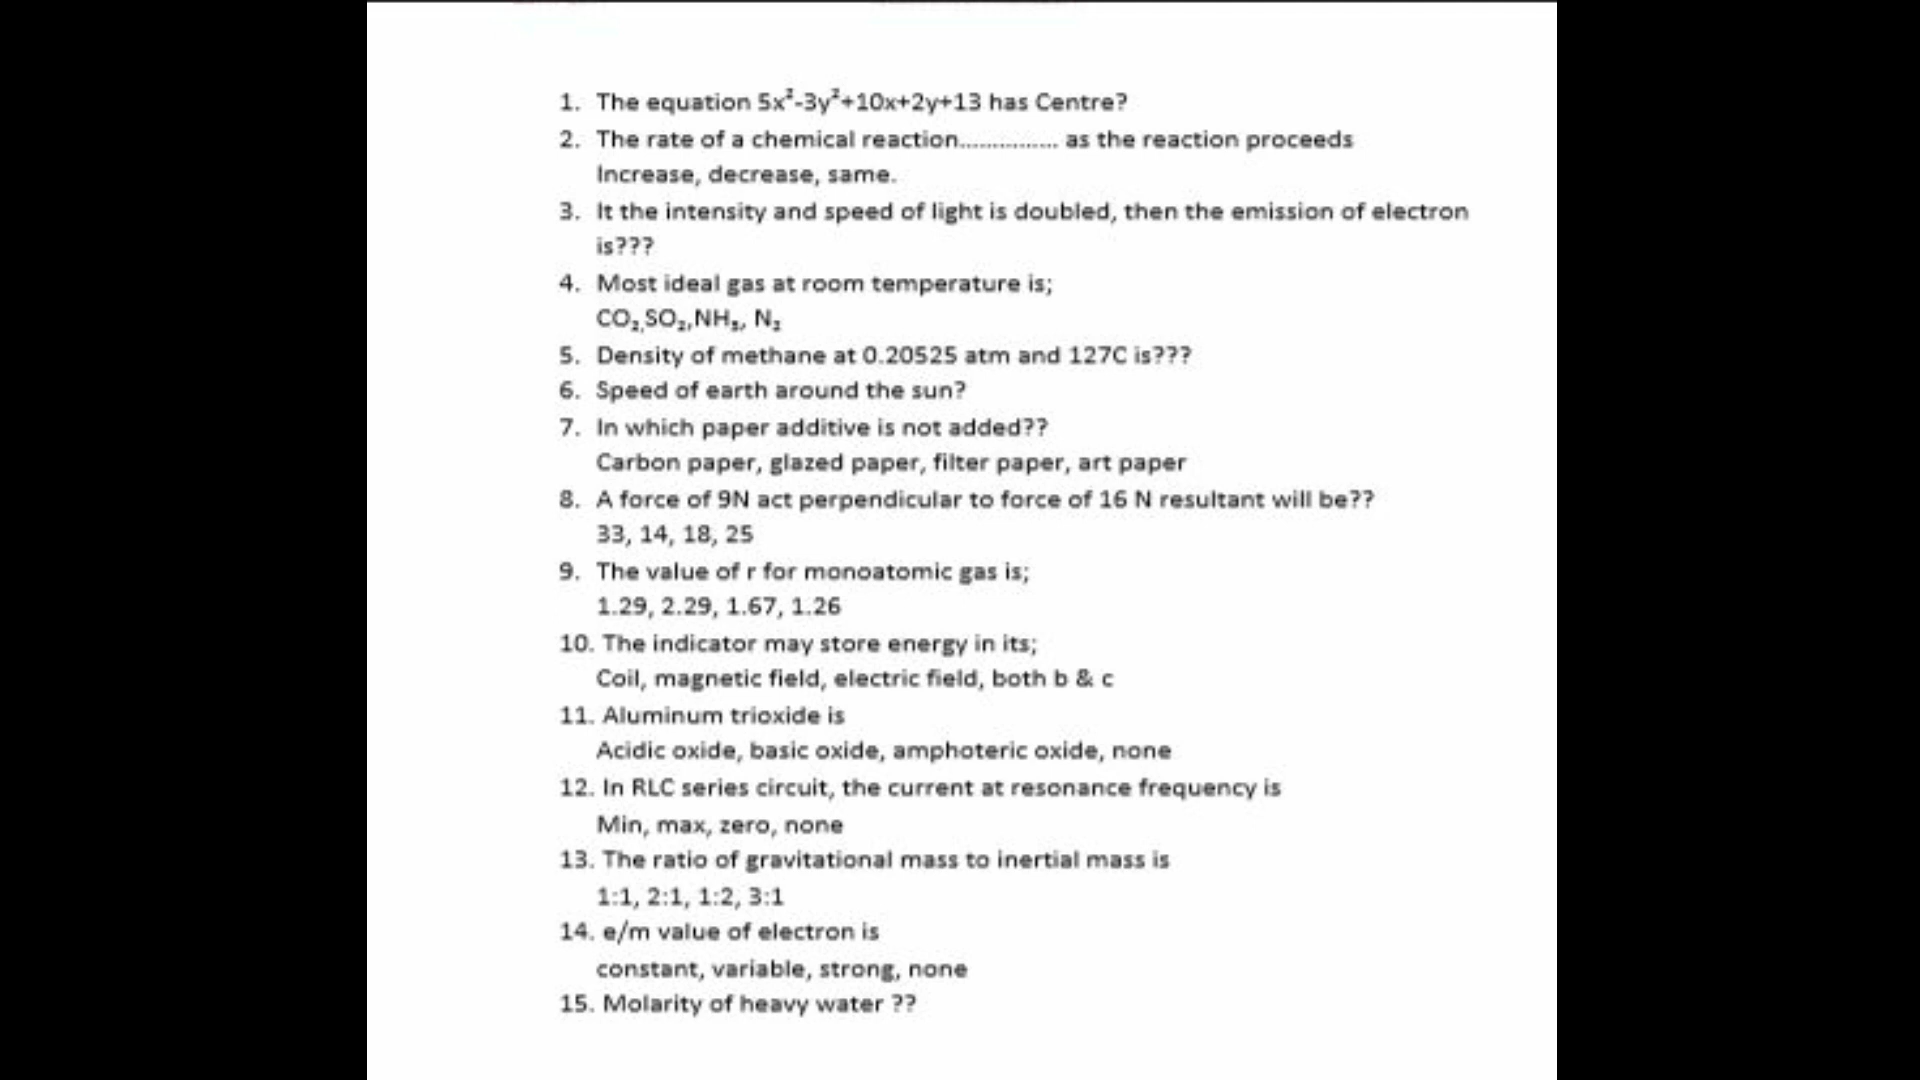 1. The equation 5x²-3y²+10x+2y+13 has Centre?
2. The rate of a chemical reaction............... as the reaction proceeds
Increase, decrease, same.
3. It the intensity and speed of light is doubled, then the emission of electron
is???
4. Most ideal gas at room temperature is;
CO₂,SO₂,NH₃, N₂
5. Density of methane at 0.20525 atm and 127C is???
6. Speed of earth around the sun?
7. In which paper additive is not added??
Carbon paper, glazed paper, filter paper, art paper
8. A force of 9N act perpendicular to force of 16 N resultant will be??
33, 14, 18, 25
9. The value of r for monoatomic gas is;
1.29, 2.29, 1.67, 1.26
10. The indicator may store energy in its;
Coil, magnetic field, electric field, both b & c
11. Aluminum trioxide is
Acidic oxide, basic oxide, amphoteric oxide, none
12. In RLC series circuit, the current at resonance frequency is
Min, max, zero, none
13. The ratio of gravitational mass to inertial mass is
1:1, 2:1, 1:2, 3:1
14. e/m value of electron is
constant, variable, strong, none
15. Molarity of heavy water ??